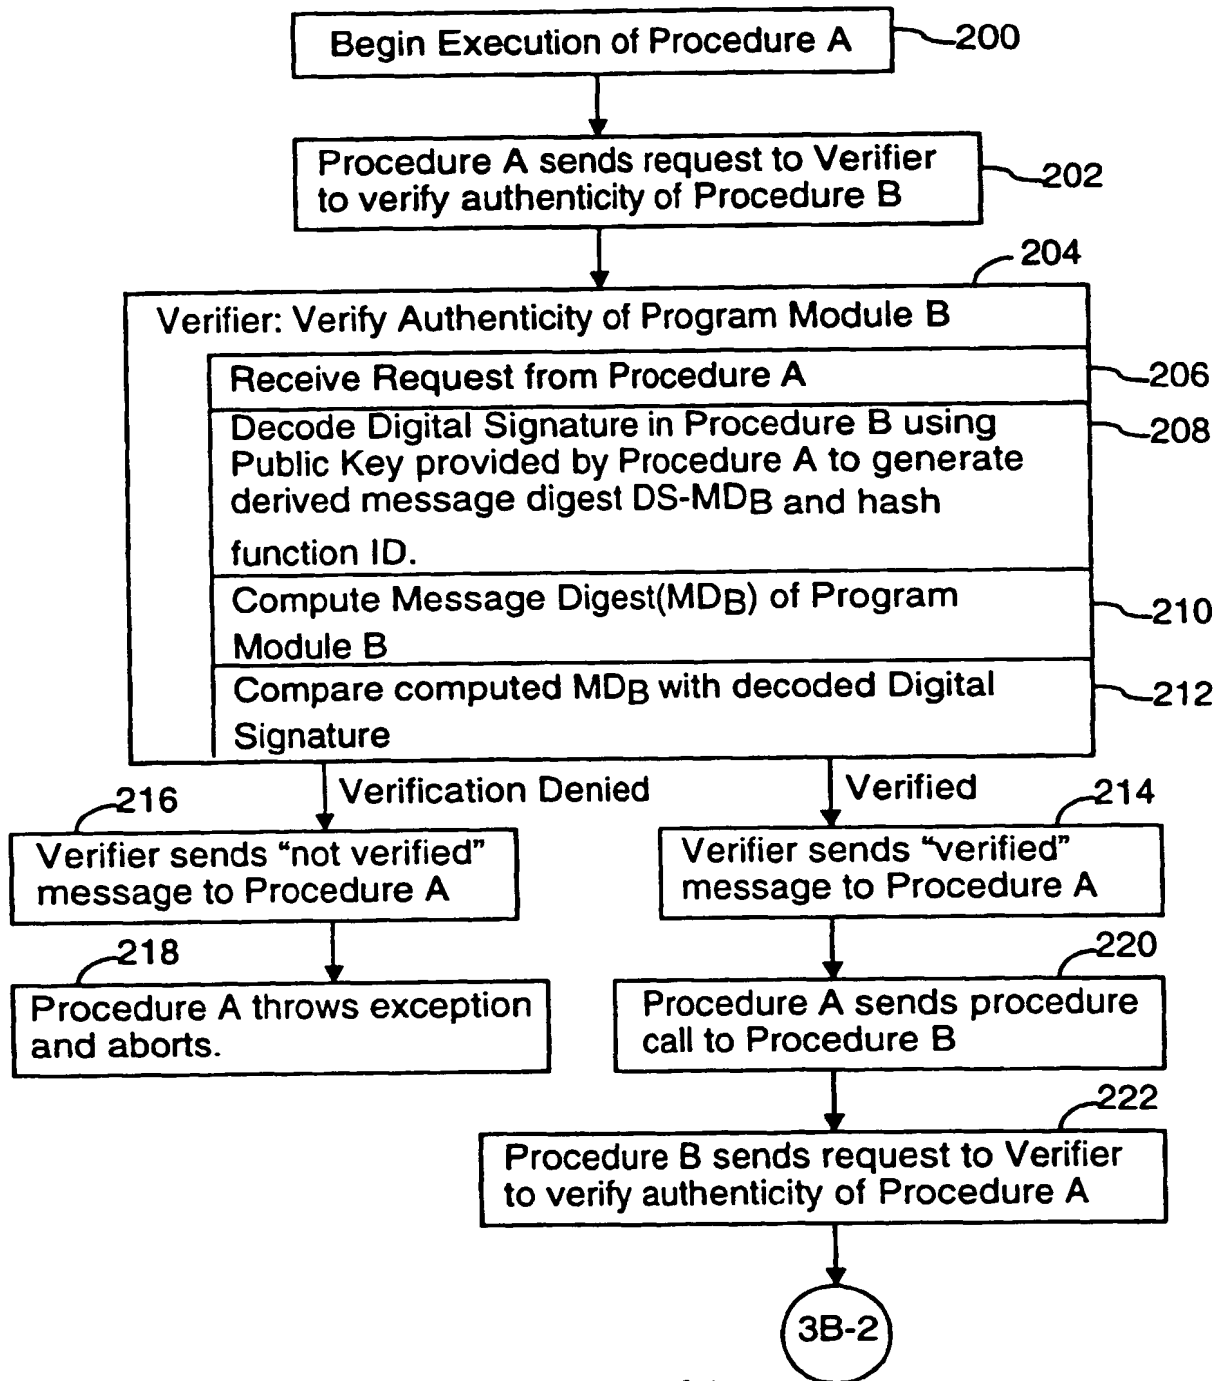 Begin Execution of Procedure A
200
Procedure A sends request to Verifier
to verify authenticity of Procedure B
202
204
Verifier: Verify Authenticity of Program Module B
Receive Request from Procedure A
206
Decode Digital Signature in Procedure B using
Public Key provided by Procedure A to generate
derived message digest DS-MDB and hash
function ID.
208
Compute Message Digest(MDB) of Program
Module B
210
Compare computed MDB with decoded Digital
Signature
212
Verification Denied
Verified
216
Verifier sends “not verified”
message to Procedure A
214
Verifier sends “verified”
message to Procedure A
218
Procedure A throws exception
and aborts.
220
Procedure A sends procedure
call to Procedure B
222
Procedure B sends request to Verifier
to verify authenticity of Procedure A
3B-2